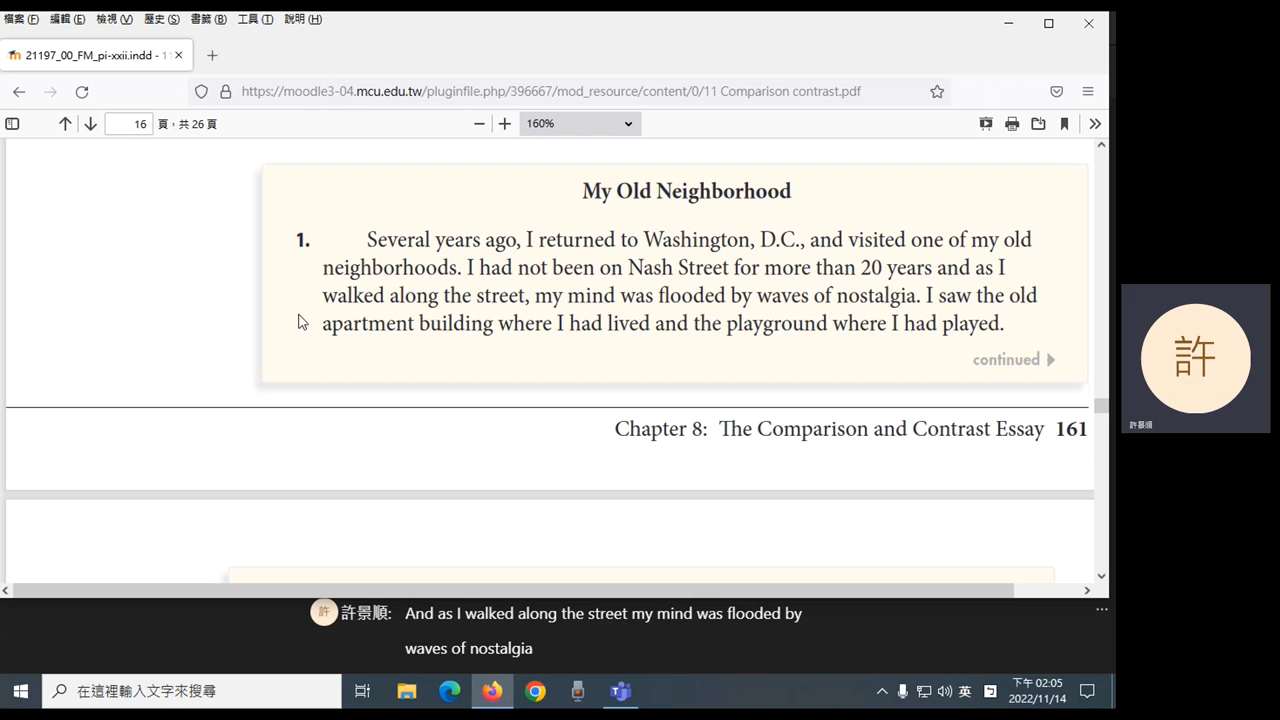 檔案(F) 編輯(E) 檢視(V) 歷史(S) 書籤(B) 工具(T) 說明(H)
21197_00_FM_pi-xxii.indd - 11
https://moodle3-04.mcu.edu.tw/pluginfile.php/396667/mod_resource/content/0/11 Comparison contrast.pdf
16 頁,共 26 頁 160%
My Old Neighborhood
1. Several years ago, I returned to Washington, D.C., and visited one of my old
neighborhoods. I had not been on Nash Street for more than 20 years and as I
walked along the street, my mind was flooded by waves of nostalgia. I saw the old
apartment building where I had lived and the playground where I had played.
continued
Chapter 8: The Comparison and Contrast Essay 161
許
許景順
許 許景順: And as I walked along the street my mind was flooded by
waves of nostalgia
在這裡輸入文字來搜尋
英
下午 02:05
2022/11/14